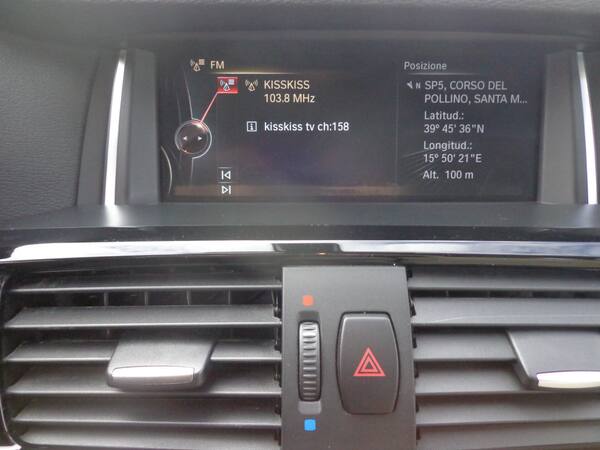 FM
KISSKISS
103.8 MHz
kisskiss tv ch:158
Posizione
N SP5, CORSO DEL
POLLINO, SANTA M...
Latitud.:
39° 45' 36"N
Longitud.:
15° 50' 21"E
Alt. 100 m